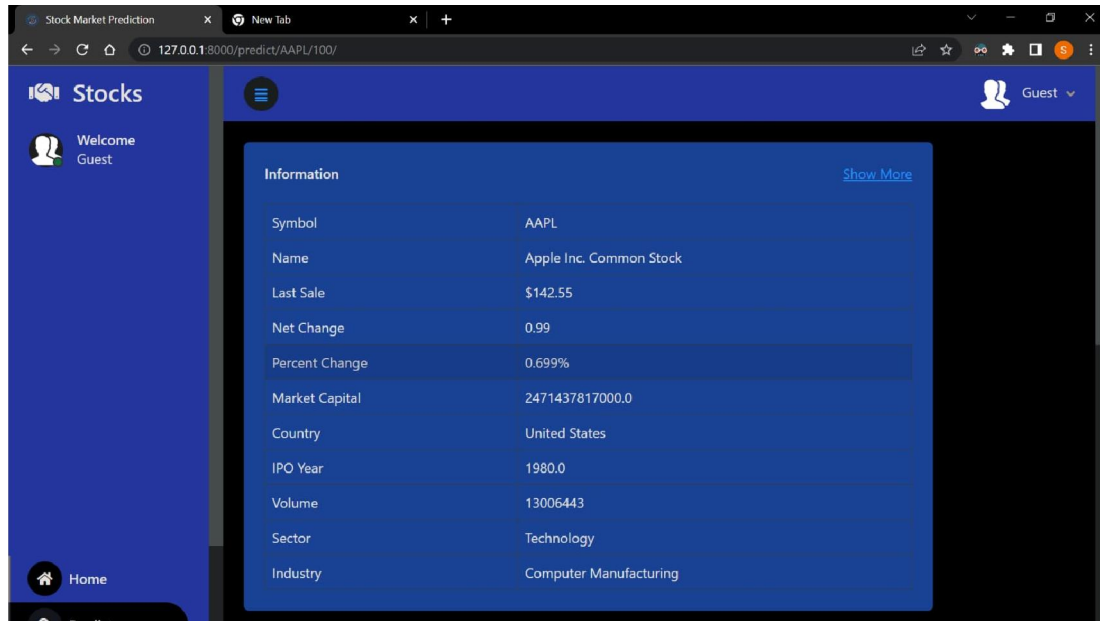 Stock Market Prediction
New Tab
127.0.0.1:8000/predict/AAPL/100/
S
Stocks
Guest
Welcome
Guest
Information
Show More
Symbol AAPL
Name Apple Inc. Common Stock
Last Sale $142.55
Net Change 0.99
Percent Change 0.699%
Market Capital 2471437817000.0
Country United States
IPO Year 1980.0
Volume 13006443
Sector Technology
Industry Computer Manufacturing
Home